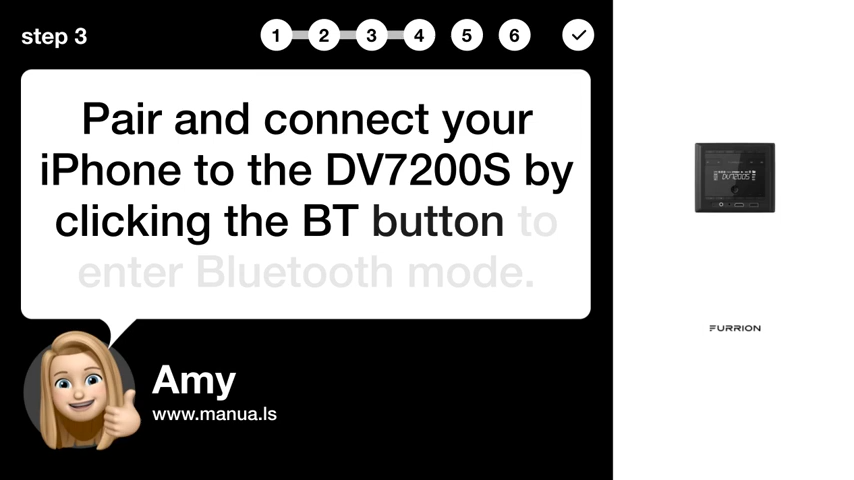 step 3
1 2 3 4 5 6
Pair and connect your
iPhone to the DV7200S by
clicking the BT button to
enter Bluetooth mode.
Amy
www.manua.ls
DV7200S
FURRION